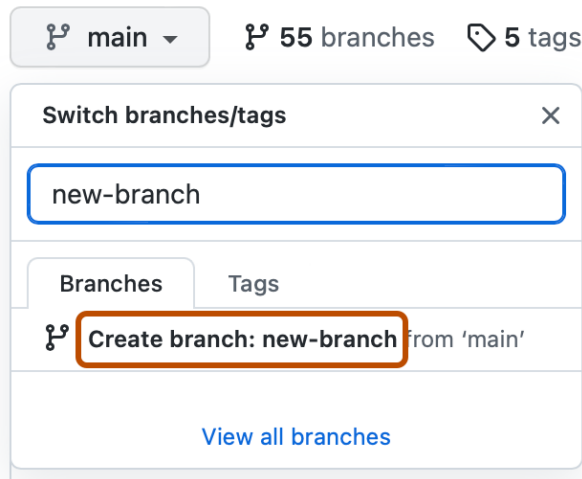 main 55 branches 5 tags
Switch branches/tags
new-branch
Branches Tags
Create branch: new-branch from ‘main’
View all branches